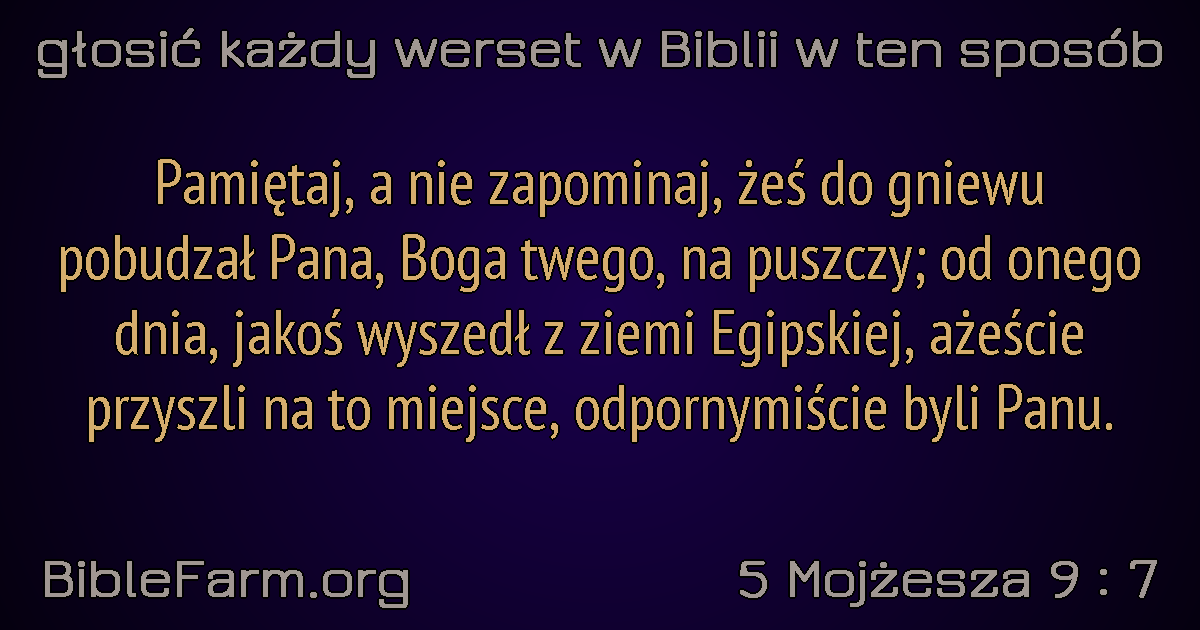 głosić każdy werset w Biblii w ten sposób
Pamiętaj, a nie zapominaj, żeś do gniewu
pobudzał Pana, Boga twego, na puszczy; od onego
dnia, jakoś wyszedł z ziemi Egipskiej, ażeście
przyszli na to miejsce, odpornymiście byli Panu.
BibleFarm.org
5 Mojżesza 9 : 7